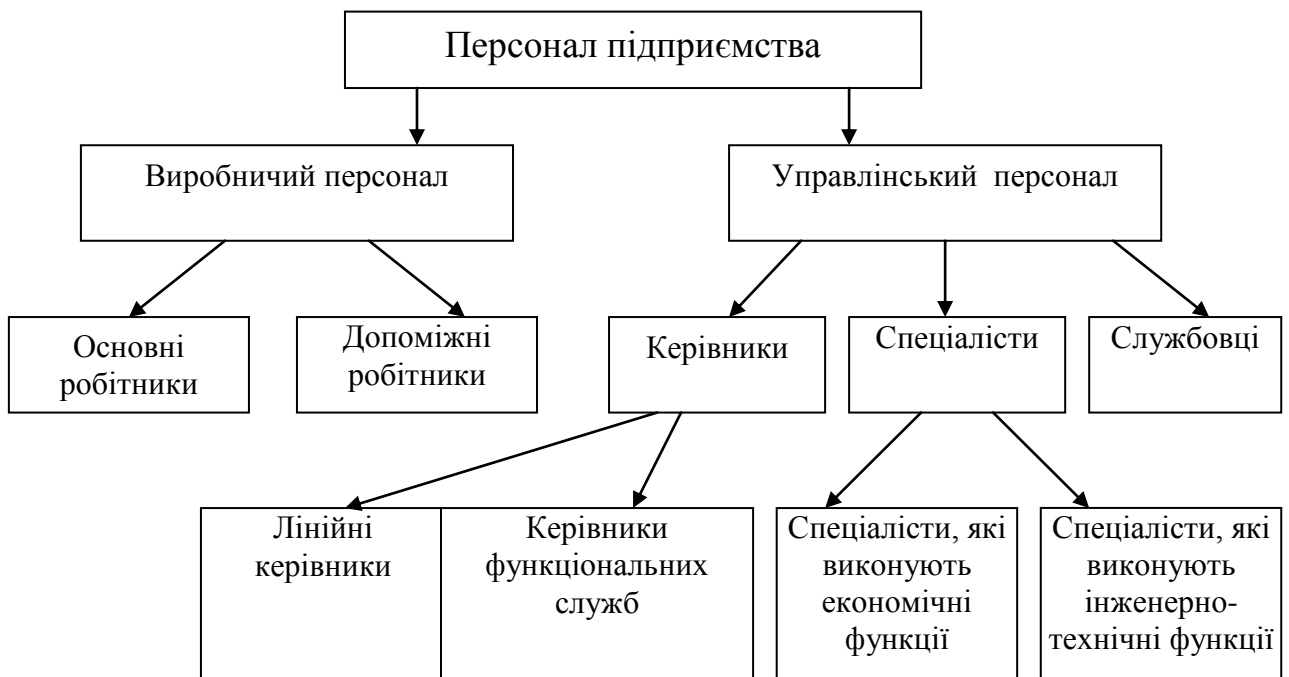 Персонал підприємства
Виробничий персонал
Управлінський персонал
Основні
робітники
Допоміжні
робітники
Керівники
Спеціалісти
Службовці
Лінійні
керівники
Керівники
функціональних
служб
Спеціалісти, які
виконують
економічні
функції
Спеціалісти, які
виконують
інженерно-
технічні функції